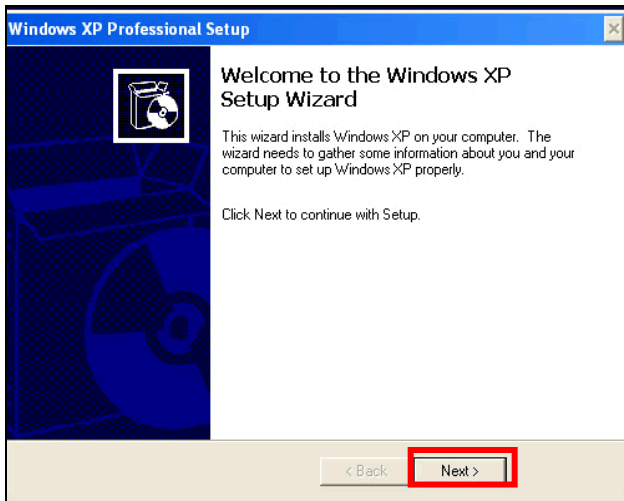 Windows XP Professional Setup
Welcome to the Windows XP
Setup Wizard
This wizard installs Windows XP on your computer. The
wizard needs to gather some information about you and your
computer to set up Windows XP properly.
Click Next to continue with Setup.
< Back
Next >